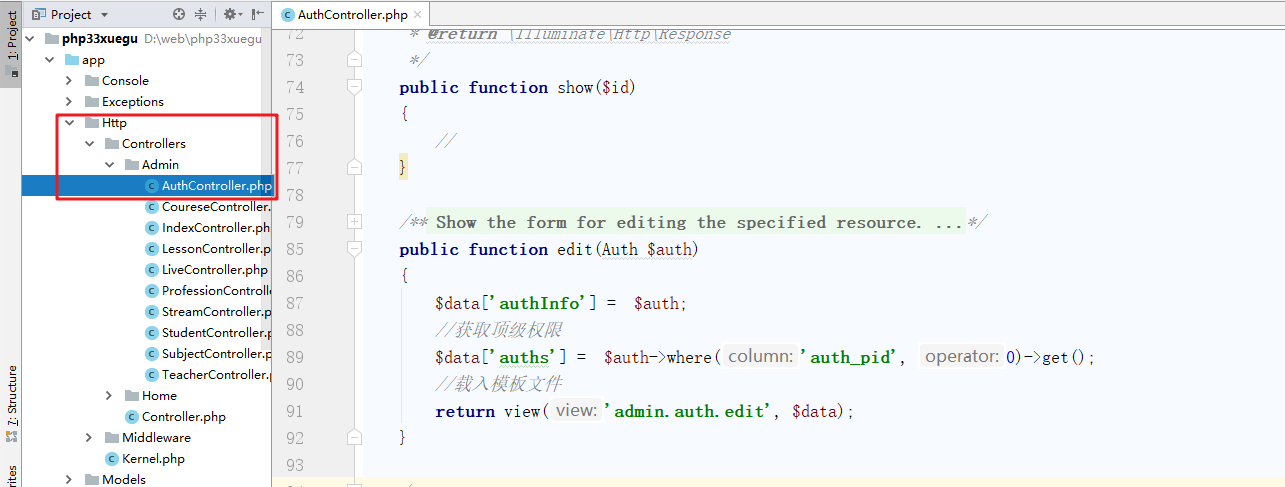 Project
AuthController.php
1: Project
7: Structure
rites
php33xuegu D:\web\php33xuegu
app
Console
Exceptions
Http
Controllers
Admin
AuthController.php
CoureseController.
IndexController.ph
LessonController.p
LiveController.php
ProfessionControlle
StreamController.p
StudentController.p
SubjectController.p
TeacherController.p
Home
Controller.php
Middleware
Kernel.php
Models
72 * @return \Illuminate\Http\Response
73 */
74 public function show($id)
75 {
76 //
77 }
78
79 /** Show the form for editing the specified resource. ...*/
85 public function edit(Auth $auth)
86 {
87 $data['authInfo'] = $auth;
88 //获取顶级权限
89 $data['auths'] = $auth->where( column: 'auth_pid', operator: 0)->get();
90 //载入模板文件
91 return view( view: 'admin.auth.edit', $data);
92 }
93